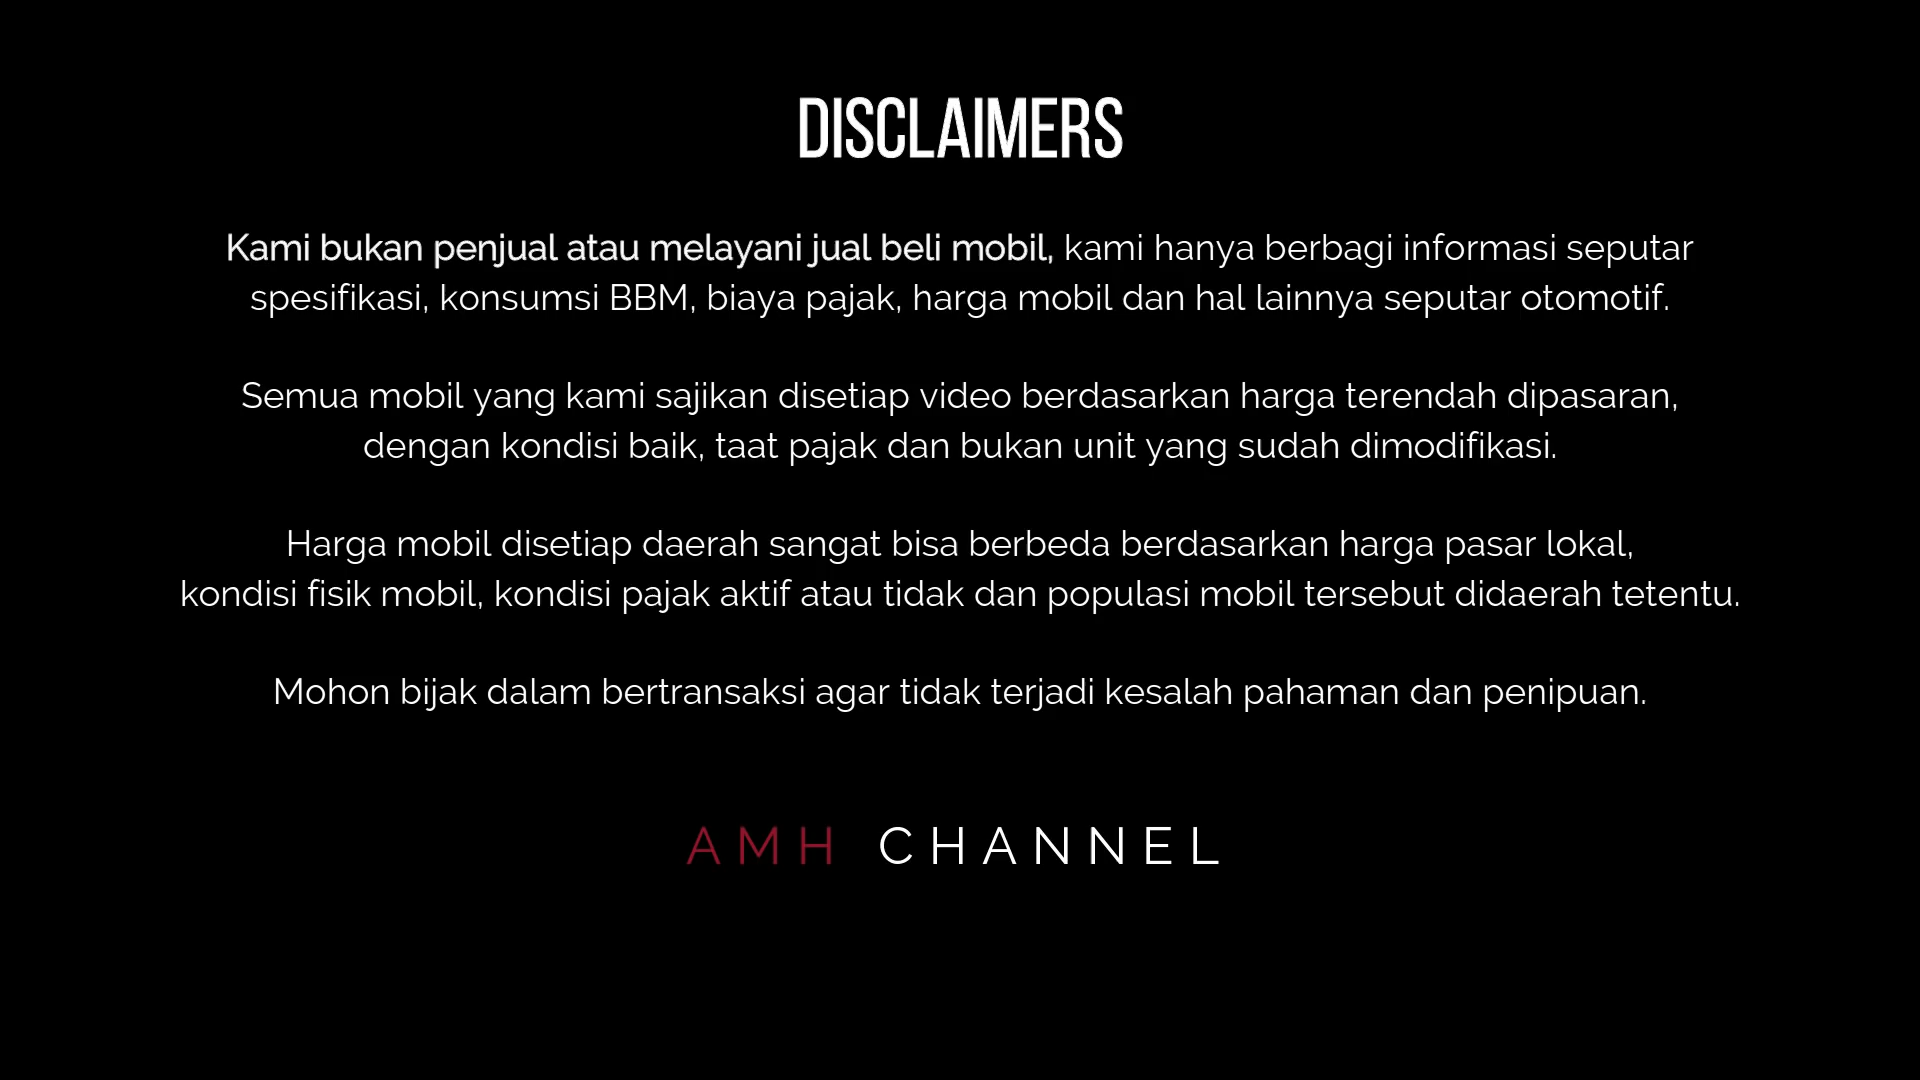 DISCLAIMERS
Kami bukan penjual atau melayani jual beli mobil, kami hanya berbagi informasi seputar
spesifikasi, konsumsi BBM, biaya pajak, harga mobil dan hal lainnya seputar otomotif.
Semua mobil yang kami sajikan disetiap video berdasarkan harga terendah dipasaran,
dengan kondisi baik, taat pajak dan bukan unit yang sudah dimodifikasi.
Harga mobil disetiap daerah sangat bisa berbeda berdasarkan harga pasar lokal,
kondisi fisik mobil, kondisi pajak aktif atau tidak dan populasi mobil tersebut didaerah tetentu.
Mohon bijak dalam bertransaksi agar tidak terjadi kesalah pahaman dan penipuan.
AMH CHANNEL